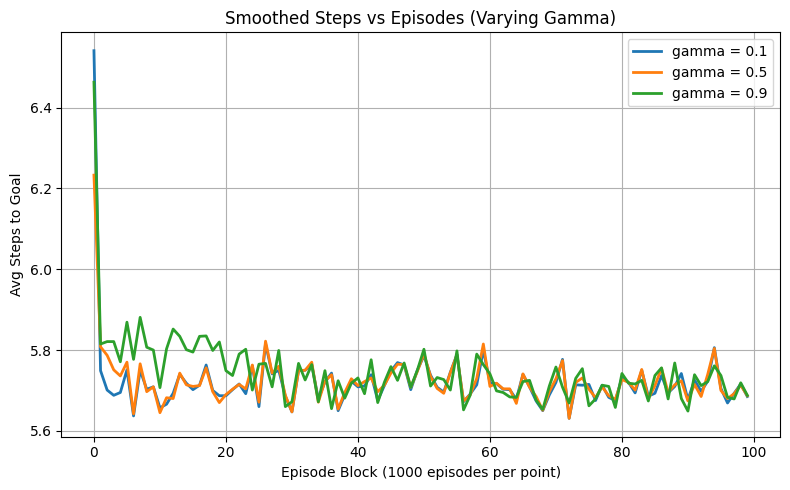 Smoothed Steps vs Episodes (Varying Gamma)
gamma = 0.1
gamma = 0.5
gamma = 0.9
Avg Steps to Goal
6.4
6.2
6.0
5.8
5.6
0 20 40 60 80 100
Episode Block (1000 episodes per point)